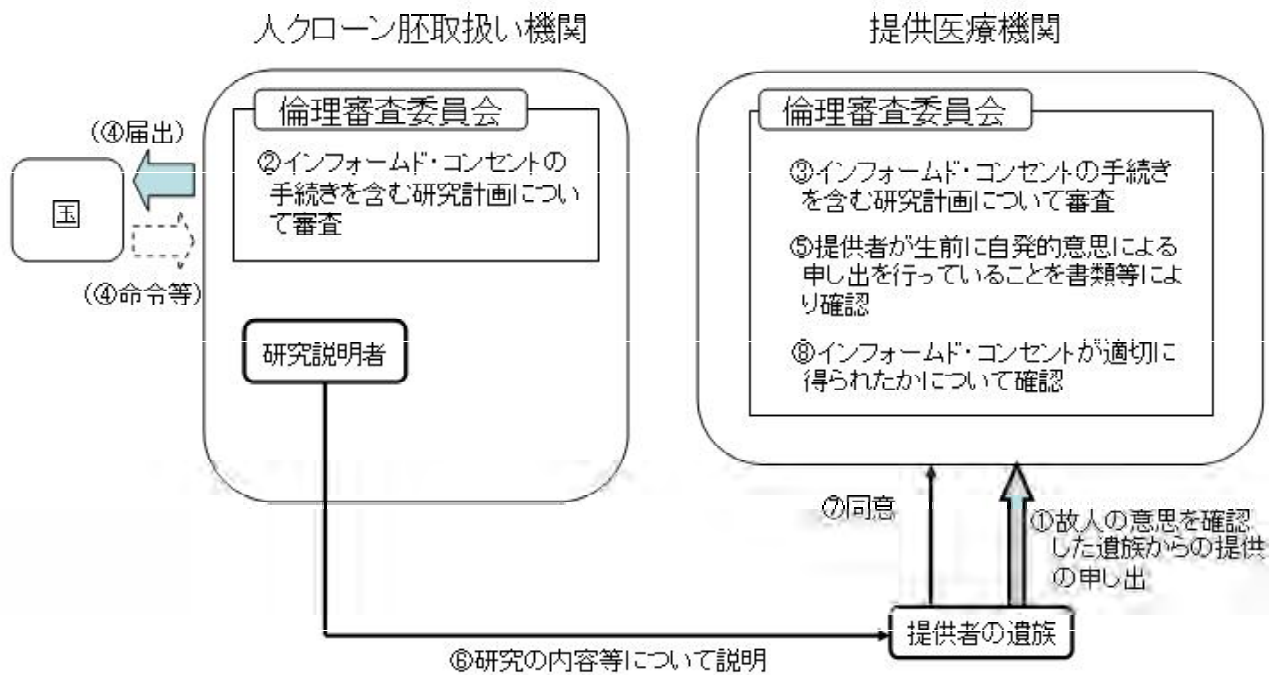 人クローン胚取扱い機関
提供医療機関
倫理審査委員会
②インフォームド・コンセントの
手続きを含む研究計画につい
て審査
(④届出)
国
(④命令等)
研究説明者
倫理審査委員会
③インフォームド・コンセントの手続き
を含む研究計画について審査
⑤提供者が生前に自発的意思による
申し出を行っていることを書類等によ
り確認
⑧インフォームド・コンセントが適切に
得られたかについて確認
⑦同意
①故人の意思を確認
した遺族からの提供
の申し出
提供者の遺族
⑥研究の内容等について説明